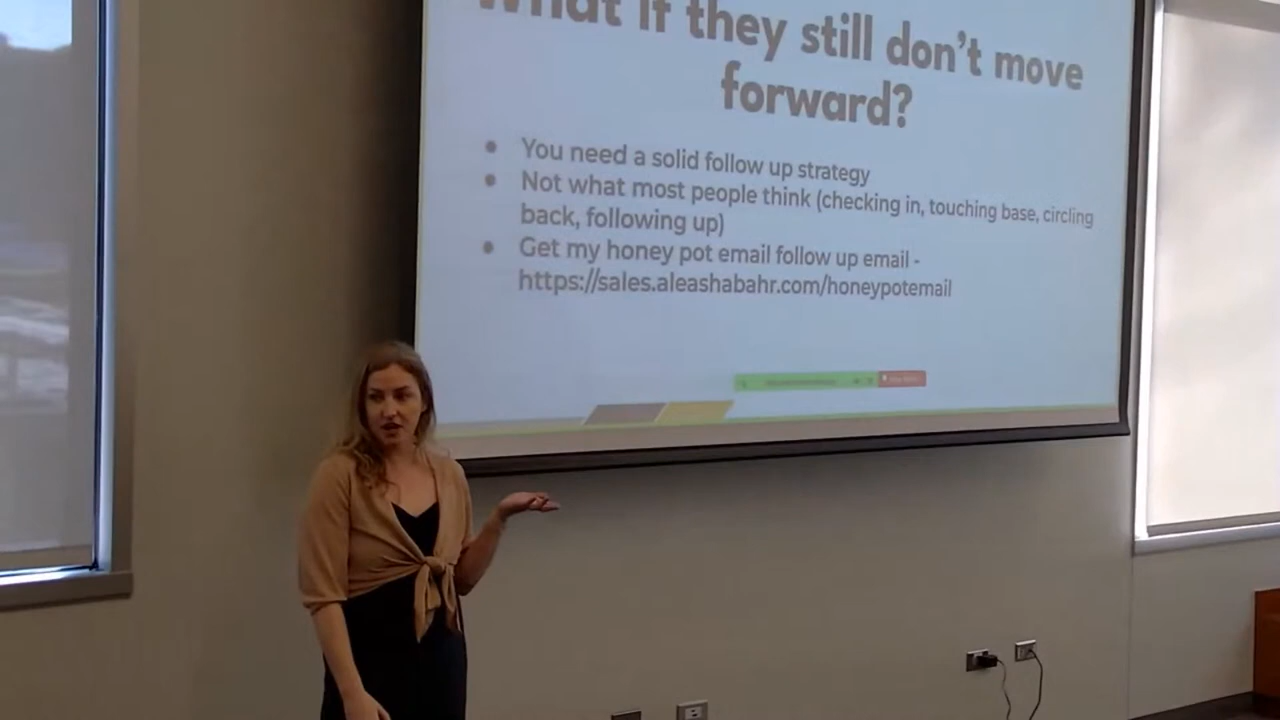 What if they still don't move
forward?
You need a solid follow up strategy
Not what most people think (checking in, touching base, circling
back, following up)
Get my honey pot email follow up email -
https://sales.aleashabahr.com/honeypotemail